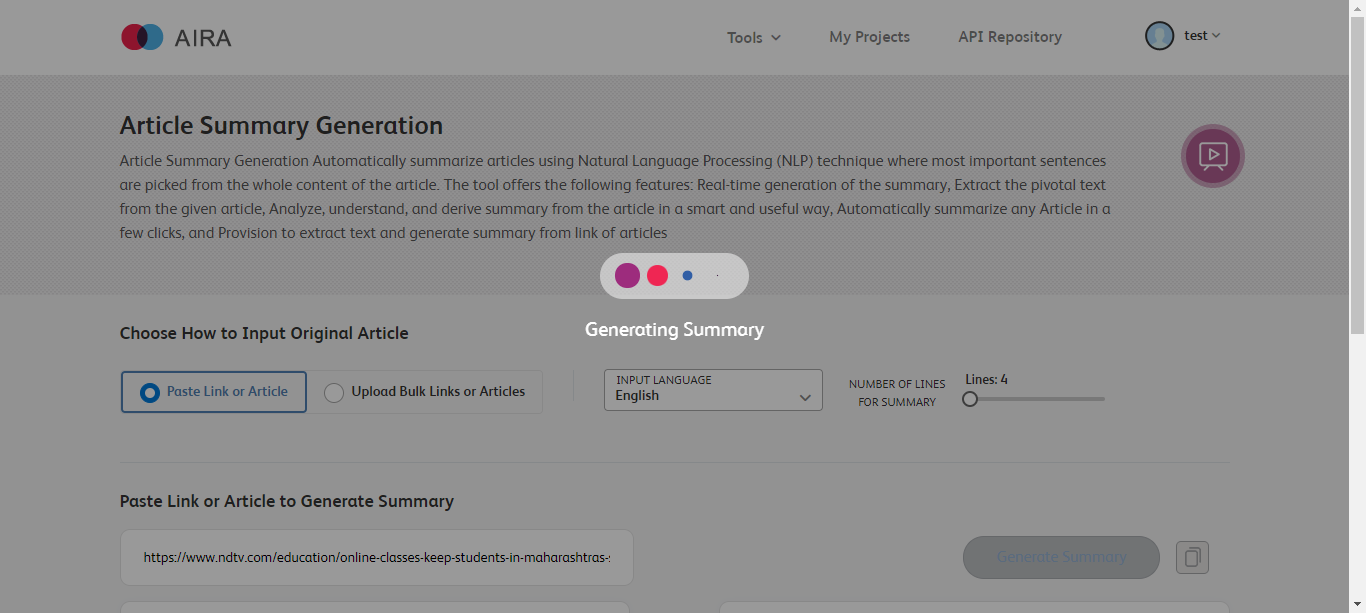 AIRA
Tools
My Projects
API Repository
test
Article Summary Generation
Article Summary Generation Automatically summarize articles using Natural Language Processing (NLP) technique where most important sentences
are picked from the whole content of the article. The tool offers the following features: Real-time generation of the summary, Extract the pivotal text
from the given article, Analyze, understand, and derive summary from the article in a smart and useful way, Automatically summarize any Article in a
few clicks, and Provision to extract text and generate summary from link of articles
Generating Summary
Choose How to Input Original Article
Paste Link or Article
Upload Bulk Links or Articles
INPUT LANGUAGE
English
NUMBER OF LINES
FOR SUMMARY
Lines: 4
Paste Link or Article to Generate Summary
https://www.ndtv.com/education/online-classes-keep-students-in-maharashtras-
Generate Summary